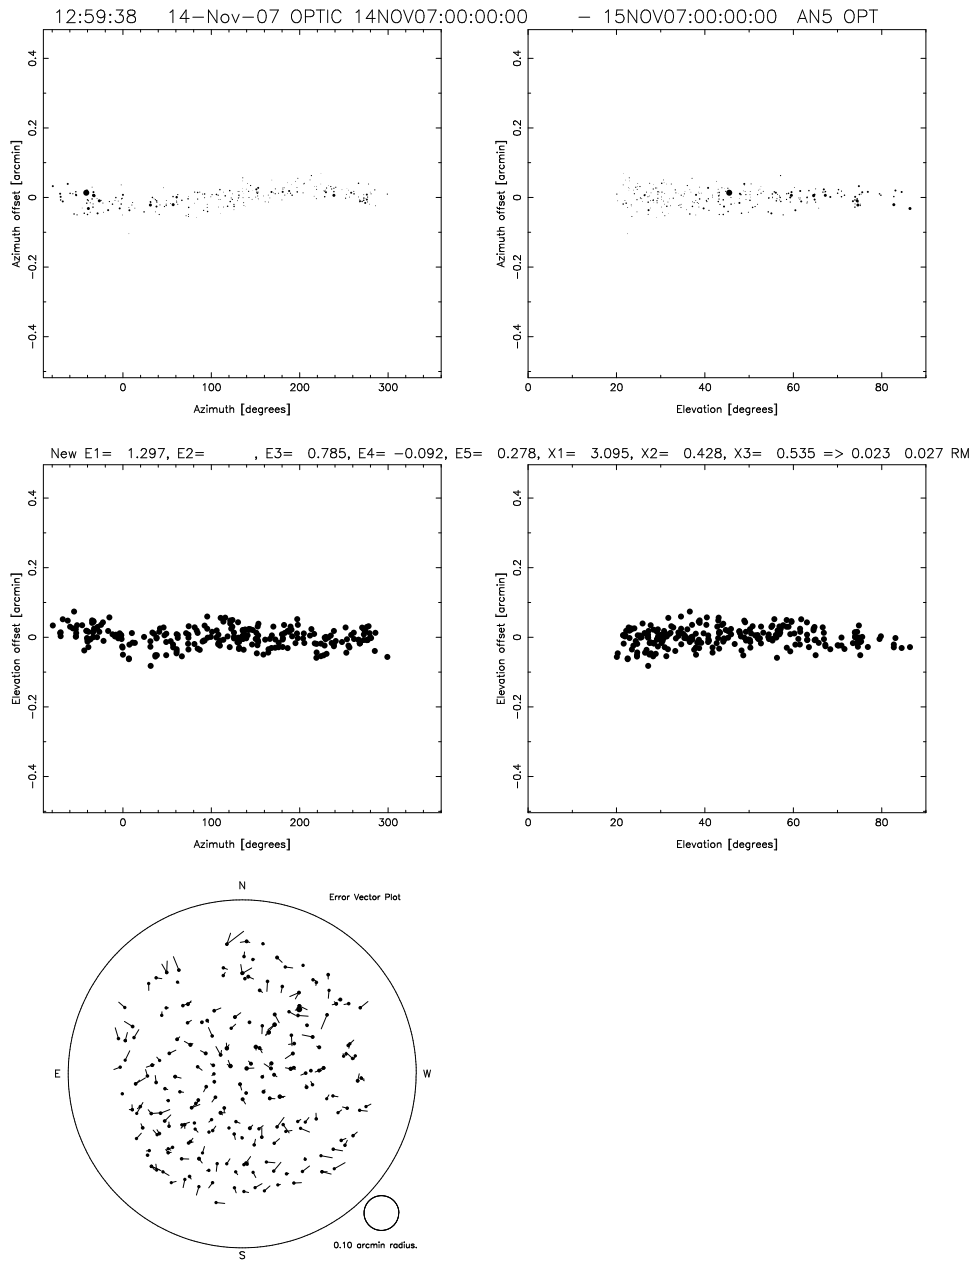 12:59:38 14-Nov-07 OPTIC 14NOV07:00:00:00 - 15NOV07:00:00:00 AN5 OPT
Azimuth offset [arcmin]
0.4
0.2
0
-0.2
-0.4
0 100 200 300
Azimuth [degrees]
Azimuth offset [arcmin]
0.4
0.2
0
-0.2
-0.4
0 20 40 60 80
Elevation [degrees]
New E1= 1.297, E2= , E3= 0.785, E4= -0.092, E5= 0.278, X1= 3.095, X2= 0.428, X3= 0.535 => 0.023 0.027 RM
Elevation offset [arcmin]
0.4
0.2
0
-0.2
-0.4
0 100 200 300
Azimuth [degrees]
Elevation offset [arcmin]
0.4
0.2
0
-0.2
-0.4
0 20 40 60 80
Elevation [degrees]
N
Error Vector Plot
E
W
S
0.10 arcmin radius.